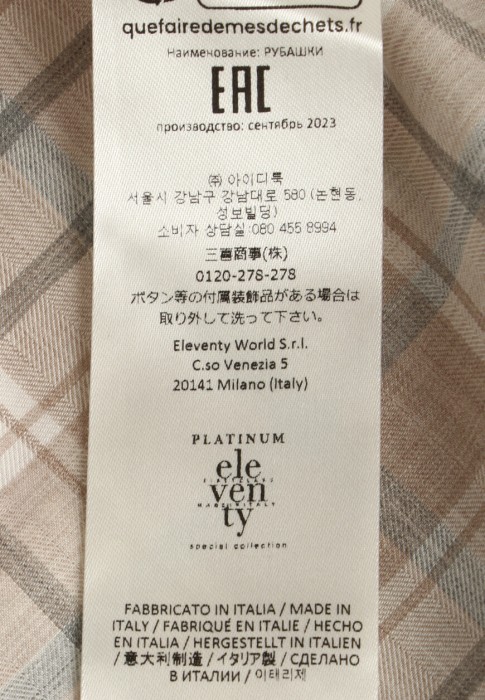 quefairedemesdechets.fr
Наименование: РУБАШКИ
EAC
производство: сентябрь 2023
㈜ 아이디룩
서울시 강남구 강남대로 580 (논현동,
성보빌딩)
소비자 상담실:080 455 8994
三喜商事(株)
0120-278-278
ボタン等の付属装飾品がある場合は
取り外して洗って下さい。
Eleventy World S.r.l.
C.so Venezia 5
20141 Milano (Italy)
PLATINUM
ele
ven
MADE IN ITALY
ty
special collection
FABBRICATO IN ITALIA / MADE IN
ITALY / FABRIQUÉ EN ITALIE / HECHO
EN ITALIA / HERGESTELLT IN ITALIEN
/ 意大利制造 / イタリア製 / СДЕЛАНО
В ИТАЛИИ / 이태리제